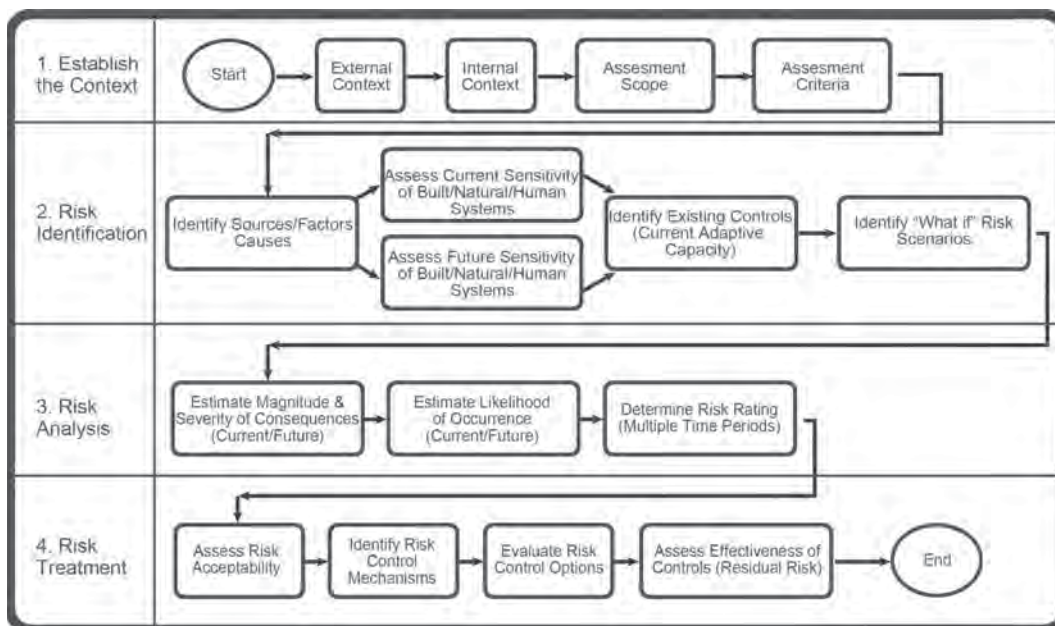 1. Establish
the Context
Start
External
Context
Internal
Context
Assesment
Scope
Assesment
Criteria
2. Risk
Identification
Identify Sources/Factors
Causes
Assess Current Sensitivity
of Built/Natural/Human
Systems
Assess Future Sensitivity
of Built/Natural/Human
Systems
Identify Existing Controls
(Current Adaptive
Capacity)
Identify "What if" Risk
Scenarios
3. Risk
Analysis
Estimate Magnitude &
Severity of Consequences
(Current/Future)
Estimate Likelihood
of Occurrence
(Current/Future)
Determine Risk Rating
(Multiple Time Periods)
4. Risk
Treatment
Assess Risk
Acceptability
Identify Risk
Control
Mechanisms
Evaluate Risk
Control Options
Assess Effectiveness of
Controls (Residual Risk)
End